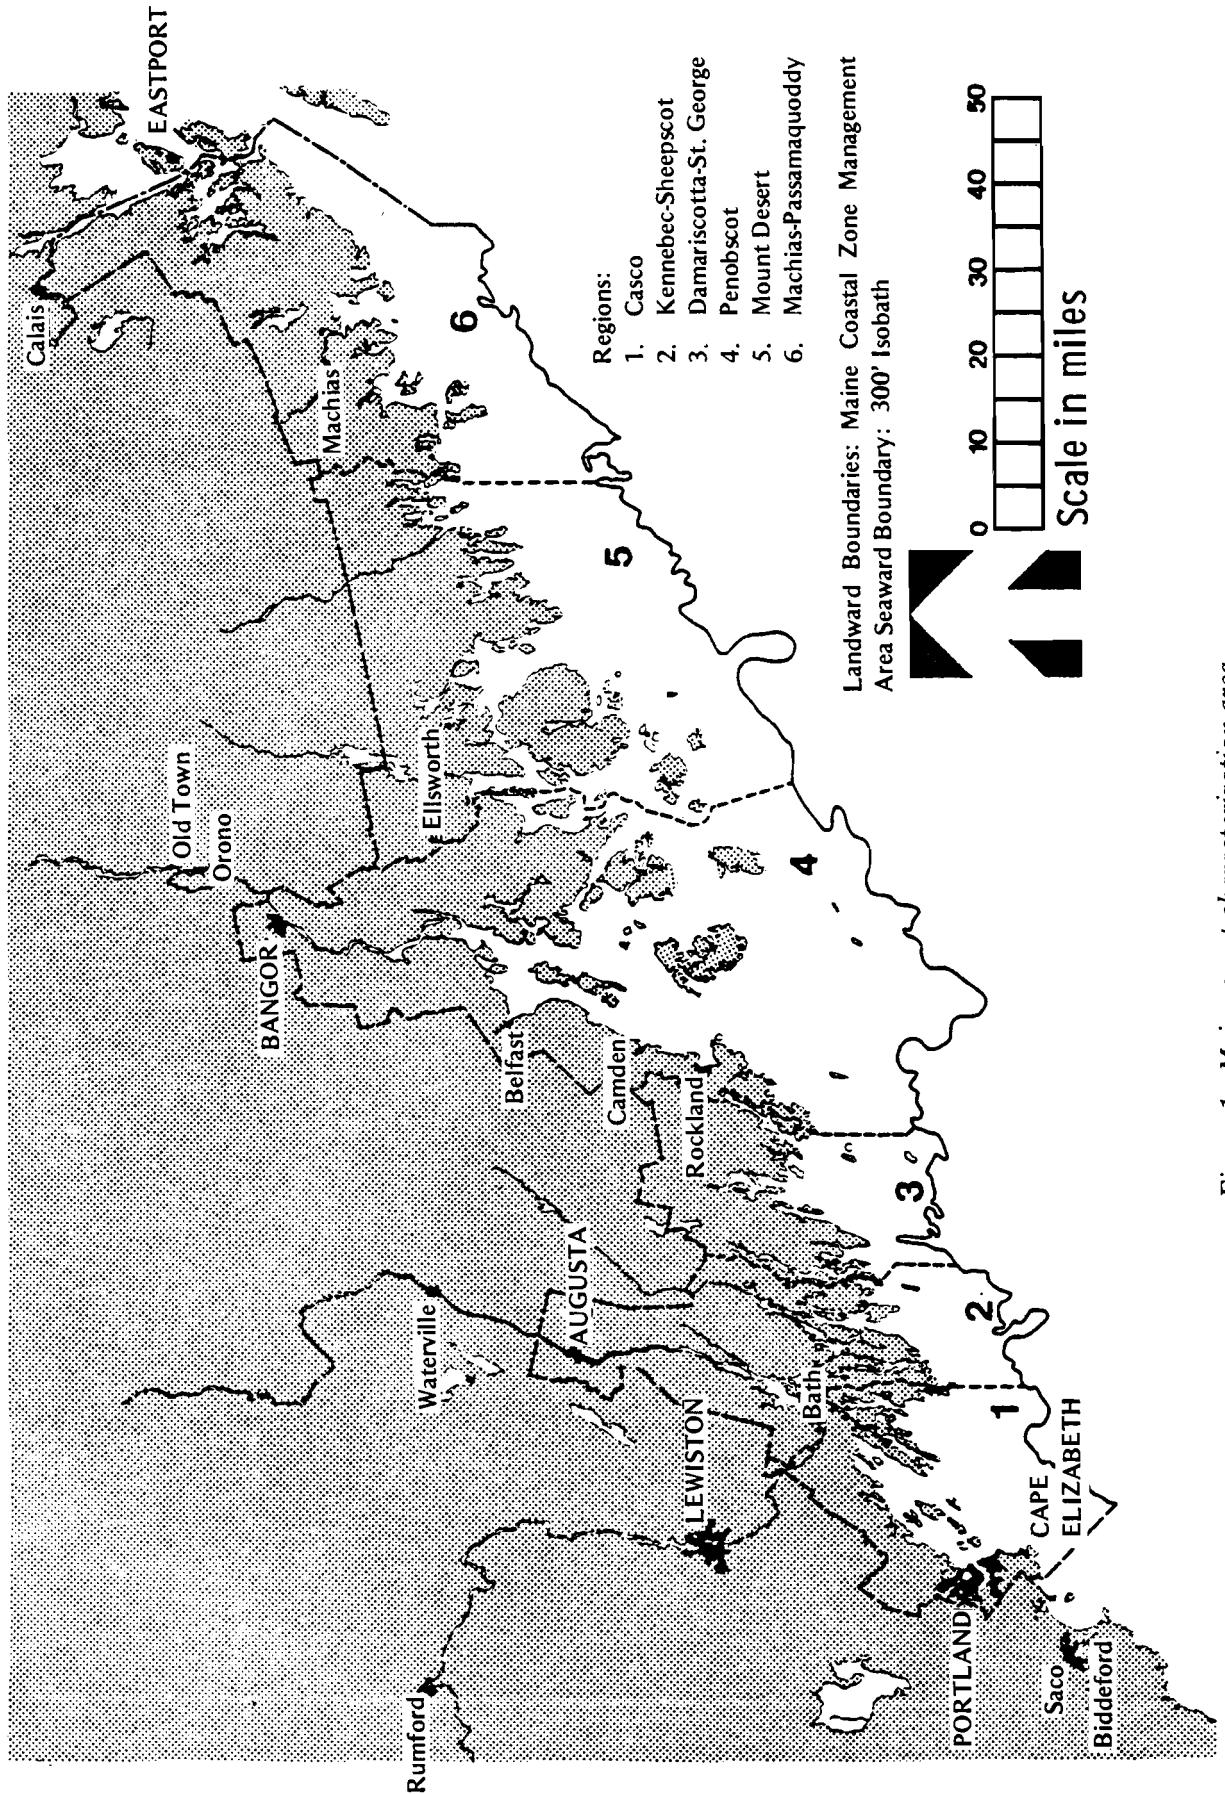 EASTPORT
Calais
Machias
6
Old Town
Orono
Ellsworth
5
BANGOR
Belfast
Camden
Rockland
4
3
Waterville
AUGUSTA
2
LEWISTON
Bath
1
CAPE
ELIZABETH
Rumford
PORTLAND
Saco
Biddeford
Regions:
1. Casco
2. Kennebec-Sheepscot
3. Damariscotta-St. George
4. Penobscot
5. Mount Desert
6. Machias-Passamaquoddy
Landward Boundaries: Maine Coastal Zone Management
Area Seaward Boundary: 300' Isobath
0 10 20 30 40 50
Scale in miles